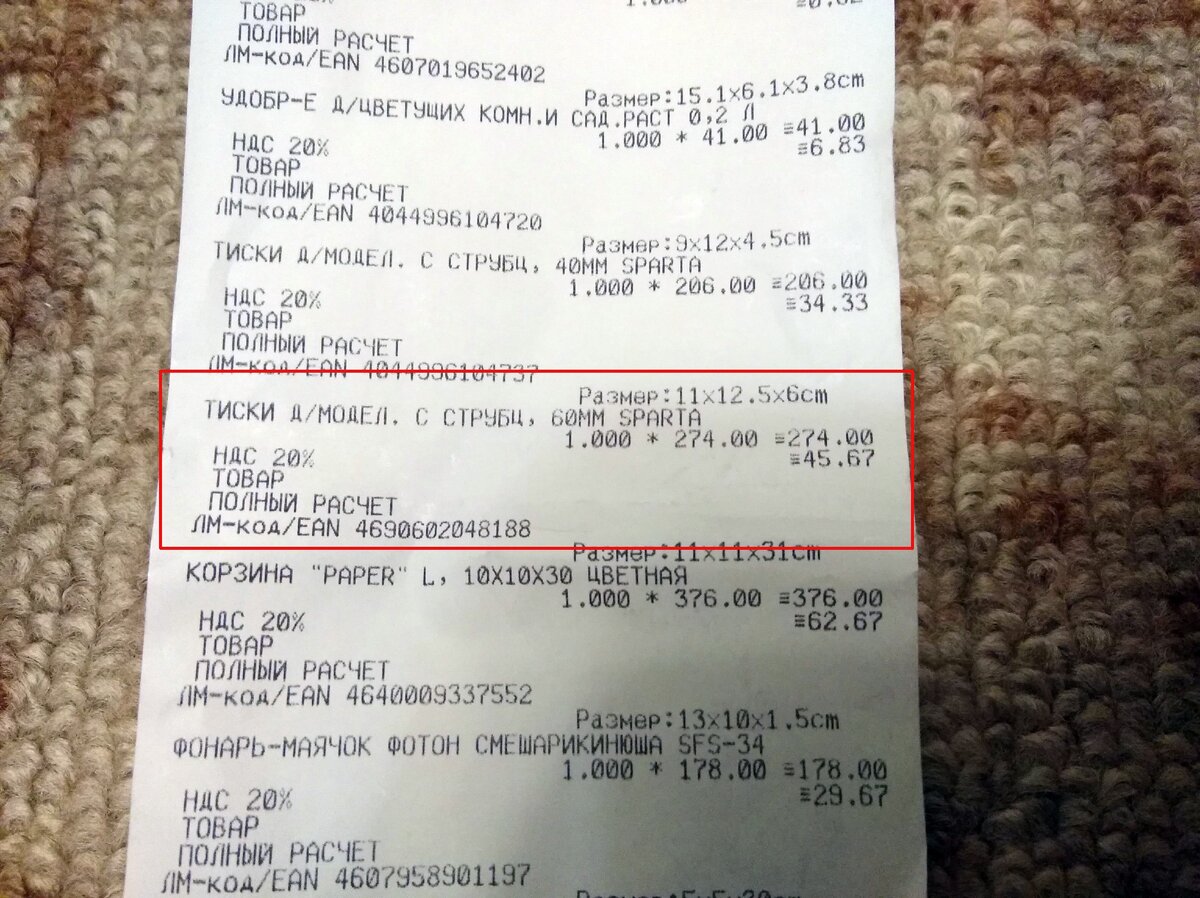 ТОВАР
ПОЛНЫЙ РАСЧЕТ
ЛМ-код/EAN 4607019652402
Размер:15.1x6.1x3.8cm
УДОБР-Е Д/ЦВЕТУЩИХ КОМН.И САД.РАСТ 0,2 Л
1.000 * 41.00 ≡41.00
НДС 20% ≡6.83
ТОВАР
ПОЛНЫЙ РАСЧЕТ
ЛМ-код/EAN 4044996104720
Размер:9x12x4.5cm
ТИСКИ Д/МОДЕЛ. С СТРУБЦ, 40ММ SPARTA
1.000 * 206.00 ≡206.00
НДС 20% ≡34.33
ТОВАР
ПОЛНЫЙ РАСЧЕТ
ЛМ-код/EAN 4044996104737
Размер:11x12.5x6cm
ТИСКИ Д/МОДЕЛ. С СТРУБЦ, 60ММ SPARTA
1.000 * 274.00 ≡274.00
НДС 20% ≡45.67
ТОВАР
ПОЛНЫЙ РАСЧЕТ
ЛМ-код/EAN 4690602048188
Размер:11x11x31cm
КОРЗИНА "PAPER" L, 10Х10Х30 ЦВЕТНАЯ
1.000 * 376.00 ≡376.00
НДС 20% ≡62.67
ТОВАР
ПОЛНЫЙ РАСЧЕТ
ЛМ-код/EAN 4640009337552
Размер:13x10x1.5cm
ФОНАРЬ-МАЯЧОК ФОТОН СМЕШАРИКИНЮША SFS-34
1.000 * 178.00 ≡178.00
НДС 20% ≡29.67
ТОВАР
ПОЛНЫЙ РАСЧЕТ
ЛМ-код/EAN 4607958901197